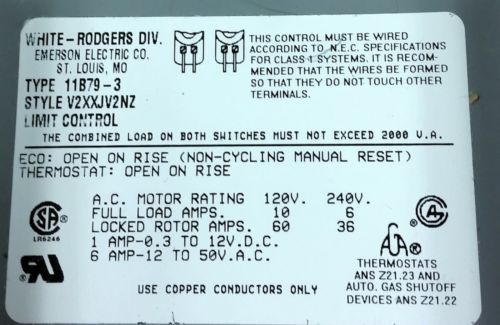 WHITE-RODGERS DIV.
EMERSON ELECTRIC CO.
ST. LOUIS, MO
TYPE 11B79-3
STYLE V2XXJV2NZ
LIMIT CONTROL
THIS CONTROL MUST BE WIRED
ACCORDING TO N.E.C. SPECIFICATIONS
FOR CLASS 1 SYSTEMS. IT IS RECOM-
MENDED THAT THE WIRES BE FORMED
SO THAT THEY DO NOT TOUCH OTHER
TERMINALS.
THE COMBINED LOAD ON BOTH SWITCHES MUST NOT EXCEED 2000 V.A.
ECO: OPEN ON RISE (NON-CYCLING MANUAL RESET)
THERMOSTAT: OPEN ON RISE
A.C. MOTOR RATING 120V. 240V.
FULL LOAD AMPS. 10 6
LOCKED ROTOR AMPS. 60 36
1 AMP-0.3 TO 12V.D.C.
6 AMP-12 TO 50V.A.C.
SA
LR6246
UR
USE COPPER CONDUCTORS ONLY
AGA
THERMOSTATS
ANS Z21.23 AND
AUTO. GAS SHUTOFF
DEVICES ANS Z21.22